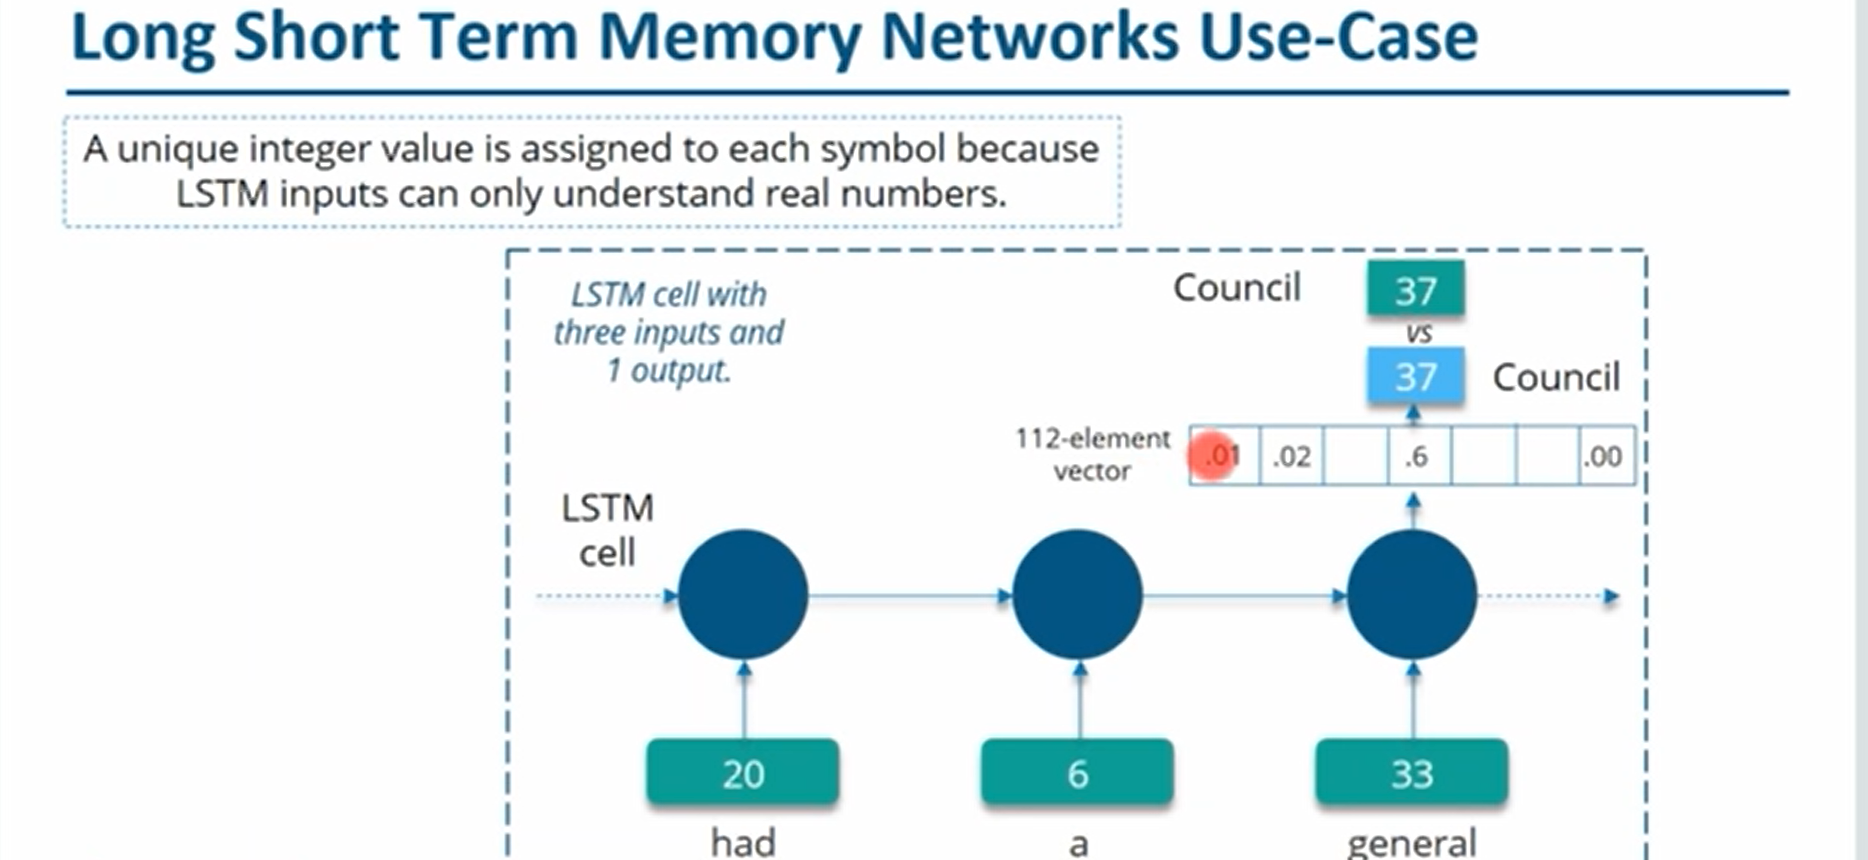 Long Short Term Memory Networks Use-Case
A unique integer value is assigned to each symbol because
LSTM inputs can only understand real numbers.
LSTM cell with
three inputs and
1 output.
Council
37
vs
37
Council
112-element
vector
.01
.02
.6
.00
LSTM
cell
20
6
33
had
a
general